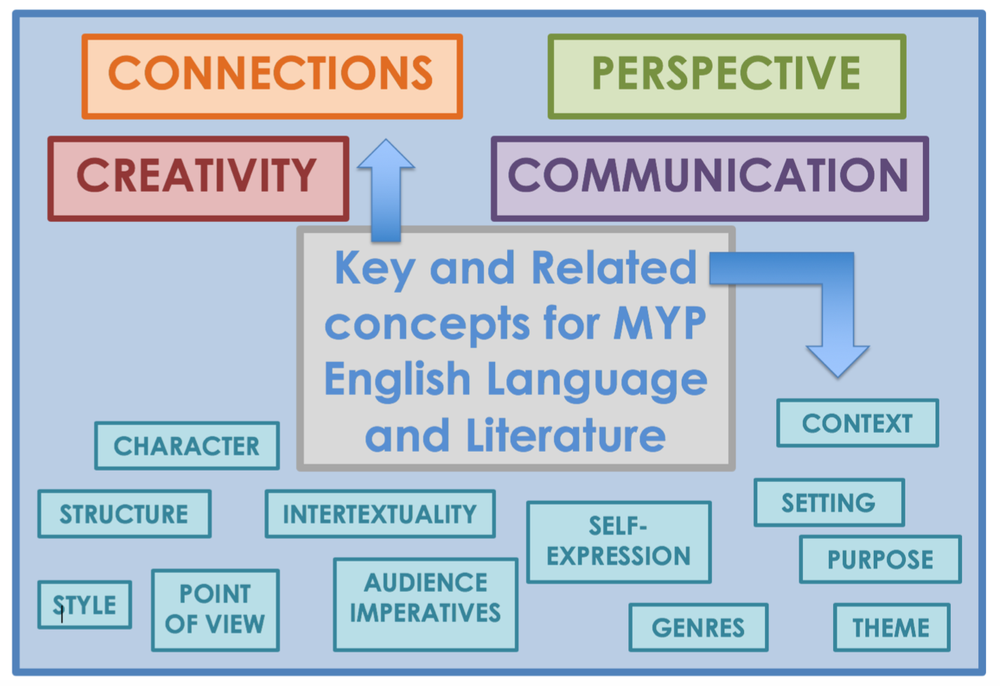 CONNECTIONS
PERSPECTIVE
CREATIVITY
COMMUNICATION
Key and Related
concepts for MYP
English Language
and Literature
CONTEXT
CHARACTER
SETTING
STRUCTURE
INTERTEXTUALITY
SELF-
EXPRESSION
PURPOSE
STYLE
POINT
OF VIEW
AUDIENCE
IMPERATIVES
GENRES
THEME